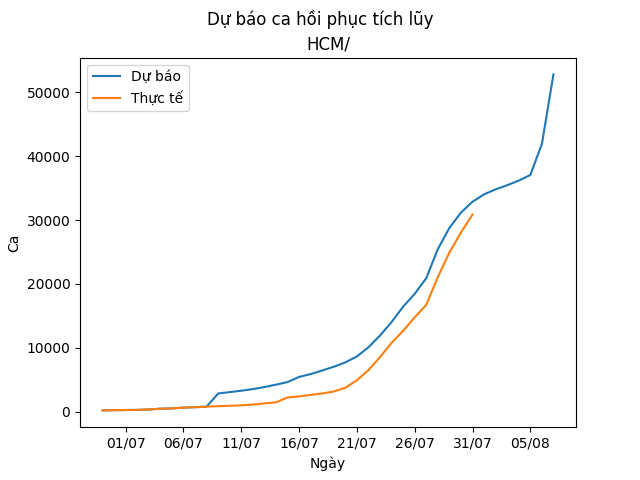 Dự báo ca hồi phục tích lũy
HCM/
Dự báo
Thực tế
50000
40000
30000
20000
10000
0
Ca
01/07 06/07 11/07 16/07 21/07 26/07 31/07 05/08
Ngày